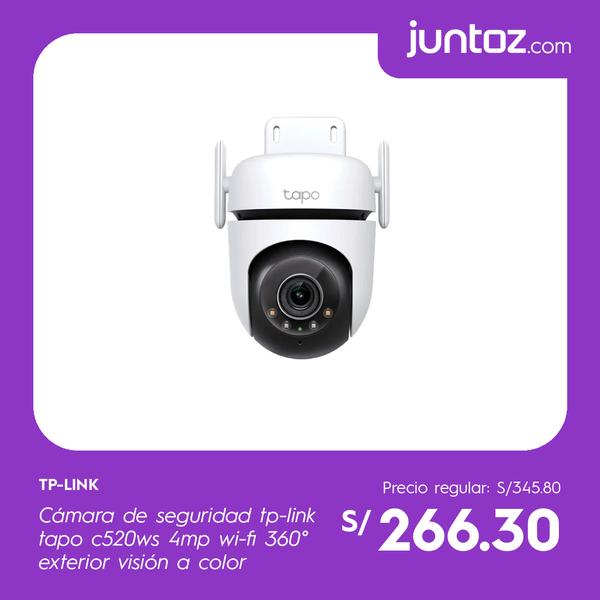 juntoz.com
tapo
TP-LINK
Cámara de seguridad tp-link
tapo c520ws 4mp wi-fi 360°
exterior visión a color
Precio regular: S/345.80
S/ 266.30